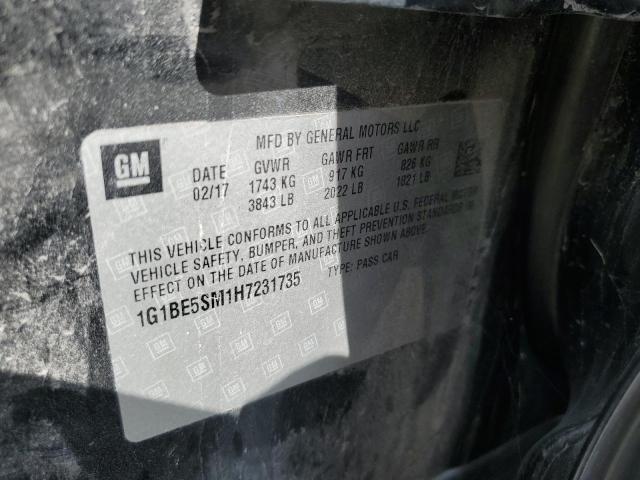 GM
MFD BY GENERAL MOTORS LLC
DATE GVWR GAWR FRT GAWR RR
02/17 1743 KG 917 KG 826 KG
3843 LB 2022 LB 1821 LB
THIS VEHICLE CONFORMS TO ALL APPLICABLE U.S. FEDERAL MOTOR
VEHICLE SAFETY, BUMPER, AND THEFT PREVENTION STANDARDS IN
EFFECT ON THE DATE OF MANUFACTURE SHOWN ABOVE.
1G1BE5SM1H7231735 TYPE: PASS CAR